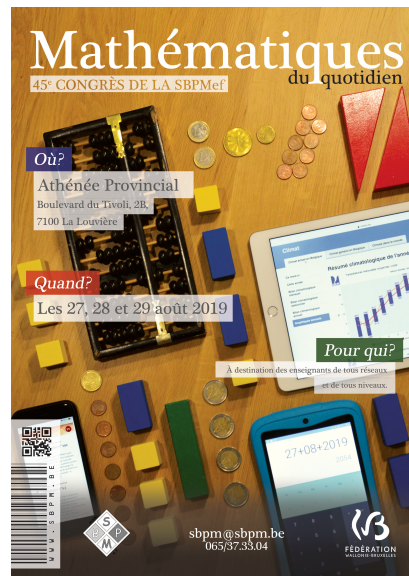 Mathématiques
du quotidien
45e CONGRÈS DE LA SBPMef
Où?
Athénée Provincial
Boulevard du Tivoli, 2B,
7100 La Louvière
Climat
Résumé climatologique de l'anné
Quand?
Les 27, 28 et 29 août 2019
Pour qui?
À destination des enseignants de tous réseaux
et de tous niveaux.
27+08+2019
WWW.SBPM.BE
S
B P
M
sbpm@sbpm.be
065/37.33.04
FÉDÉRATION
WALLONIE-BRUXELLES